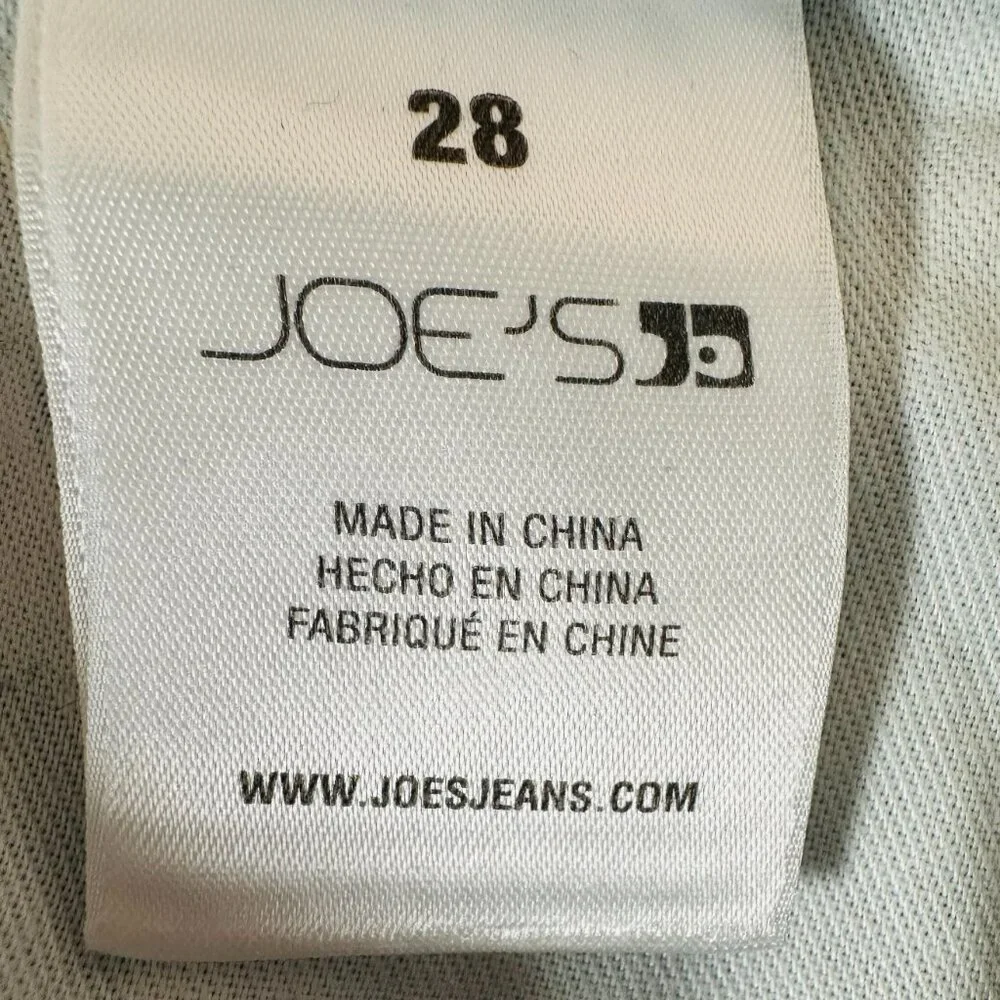 28
JOE'S
MADE IN CHINA
HECHO EN CHINA
FABRIQUÉ EN CHINE
WWW.JOESJEANS.COM